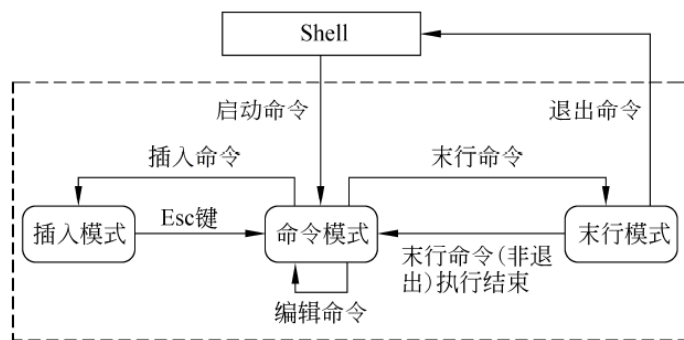 Shell
启动命令
退出命令
插入命令
末行命令
插入模式
Esc键
命令模式
末行模式
末行命令(非退
出)执行结束
编辑命令